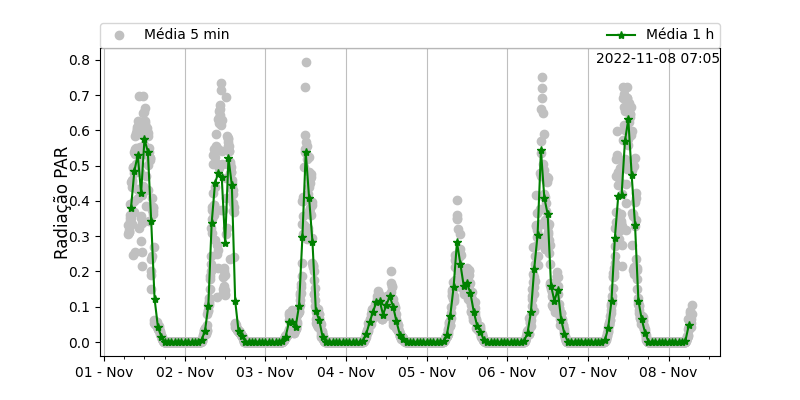 Média 5 min
Média 1 h
2022-11-08 07:05
Radiação PAR
0.8
0.7
0.6
0.5
0.4
0.3
0.2
0.1
0.0
01 - Nov
02 - Nov
03 - Nov
04 - Nov
05 - Nov
06 - Nov
07 - Nov
08 - Nov